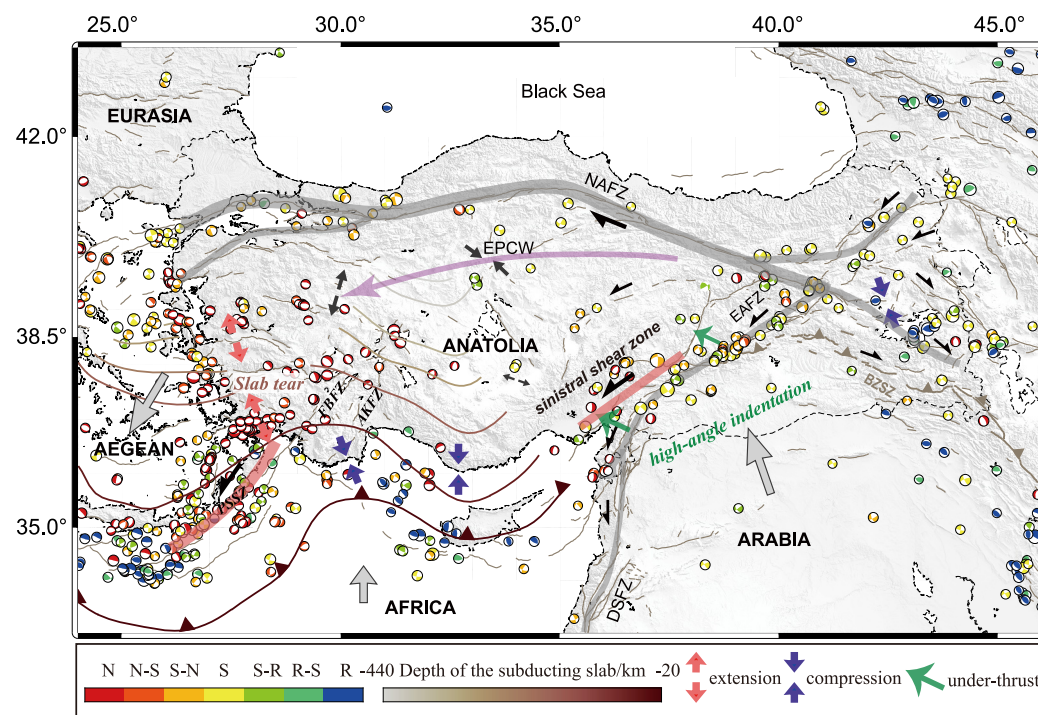 25.0° 30.0° 35.0° 40.0° 45.0°
Black Sea
EURASIA
42.0°
NAFZ
EPCW
EAFZ
38.5°
ANATOLIA
sinistral shear zone
Slab tear
FBFZ
AKFZ
BZSZ
high-angle indentation
AEGEAN
35.0°
ARABIA
AFRICA
DSFZ
N N-S S-N S S-R R-S R -440 Depth of the subducting slab/km -20
extension compression under-thrust